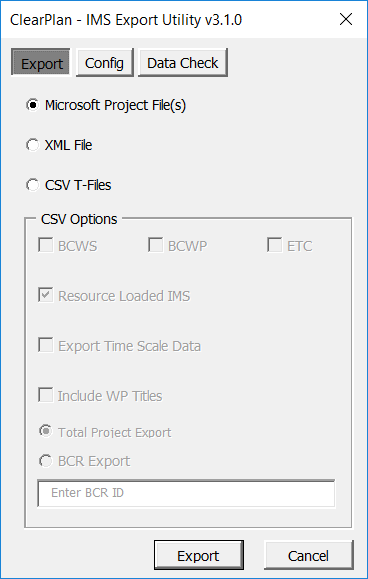 ClearPlan - IMS Export Utility v3.1.0
Export Config Data Check
Microsoft Project File(s)
XML File
CSV T-Files
CSV Options
BCWS BCWP ETC
Resource Loaded IMS
Export Time Scale Data
Include WP Titles
Total Project Export
BCR Export
Enter BCR ID
Export Cancel